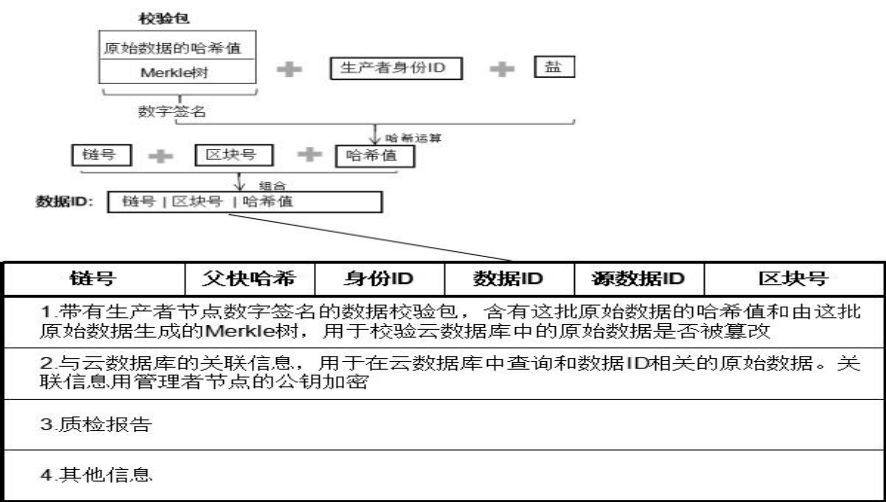 校验包
原始数据的哈希值
Merkle树
生产者身份ID
盐
数字签名
哈希运算
链号
区块号
哈希值
组合
数据ID:
链号 | 区块号 | 哈希值
链号 父快哈希 身份ID 数据ID 源数据ID 区块号
1.带有生产者节点数字签名的数据校验包，含有这批原始数据的哈希值和由这批
原始数据生成的Merkle树，用于校验云数据库中的原始数据是否被篡改
2.与云数据库的关联信息，用于在云数据库中查询和数据ID相关的原始数据。关
联信息用管理者节点的公钥加密
3.质检报告
4.其他信息